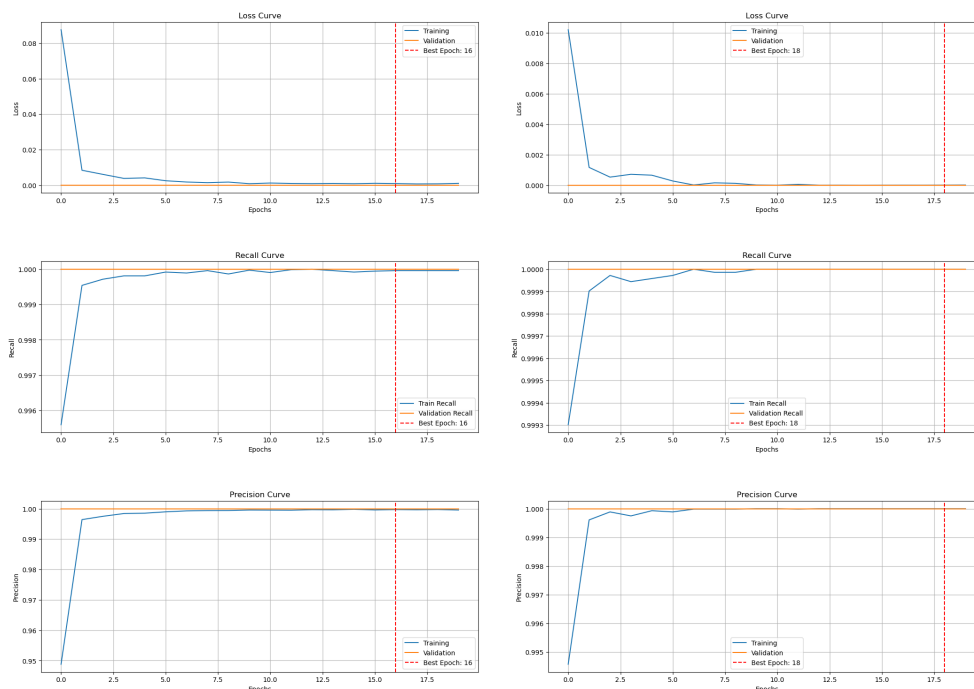 Loss Curve
0.08
0.06
0.04
0.02
0.00
Loss
Training
Validation
Best Epoch: 16
0.0 2.5 5.0 7.5 10.0 12.5 15.0 17.5
Epochs
Loss Curve
0.010
0.008
0.006
0.004
0.002
0.000
Loss
Training
Validation
Best Epoch: 18
0.0 2.5 5.0 7.5 10.0 12.5 15.0 17.5
Epochs
Recall Curve
1.000
0.999
0.998
0.997
0.996
Recall
Train Recall
Validation Recall
Best Epoch: 16
0.0 2.5 5.0 7.5 10.0 12.5 15.0 17.5
Epochs
Recall Curve
1.0000
0.9999
0.9998
0.9997
0.9996
0.9995
0.9994
0.9993
Recall
Train Recall
Validation Recall
Best Epoch: 18
0.0 2.5 5.0 7.5 10.0 12.5 15.0 17.5
Epochs
Precision Curve
1.00
0.99
0.98
0.97
0.96
0.95
Precision
Training
Validation
Best Epoch: 16
0.0 2.5 5.0 7.5 10.0 12.5 15.0 17.5
Epochs
Precision Curve
1.000
0.999
0.998
0.997
0.996
0.995
Precision
Training
Validation
Best Epoch: 18
0.0 2.5 5.0 7.5 10.0 12.5 15.0 17.5
Epochs